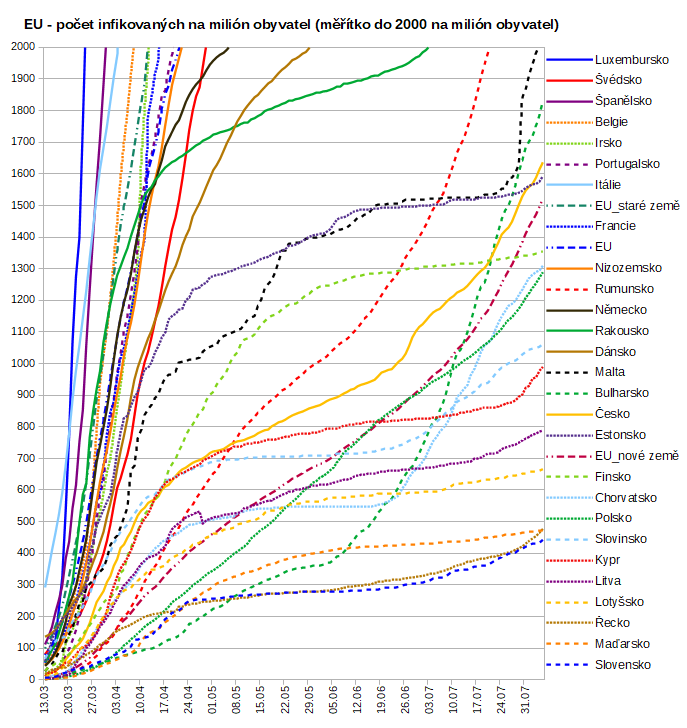 EU - počet infikovaných na milión obyvatel (měřítko do 2000 na milión obyvatel)
2000
1900
1800
1700
1600
1500
1400
1300
1200
1100
1000
900
800
700
600
500
400
300
200
100
0
13.03
20.03
27.03
03.04
10.04
17.04
24.04
01.05
08.05
15.05
22.05
29.05
05.06
12.06
19.06
26.06
03.07
10.07
17.07
24.07
31.07
Luxembursko
Švédsko
Španělsko
Belgie
Irsko
Portugalsko
Itálie
EU_staré země
Francie
EU
Nizozemsko
Rumunsko
Německo
Rakousko
Dánsko
Malta
Bulharsko
Česko
Estonsko
EU_nové země
Finsko
Chorvatsko
Polsko
Slovinsko
Kypr
Litva
Lotyšsko
Řecko
Maďarsko
Slovensko